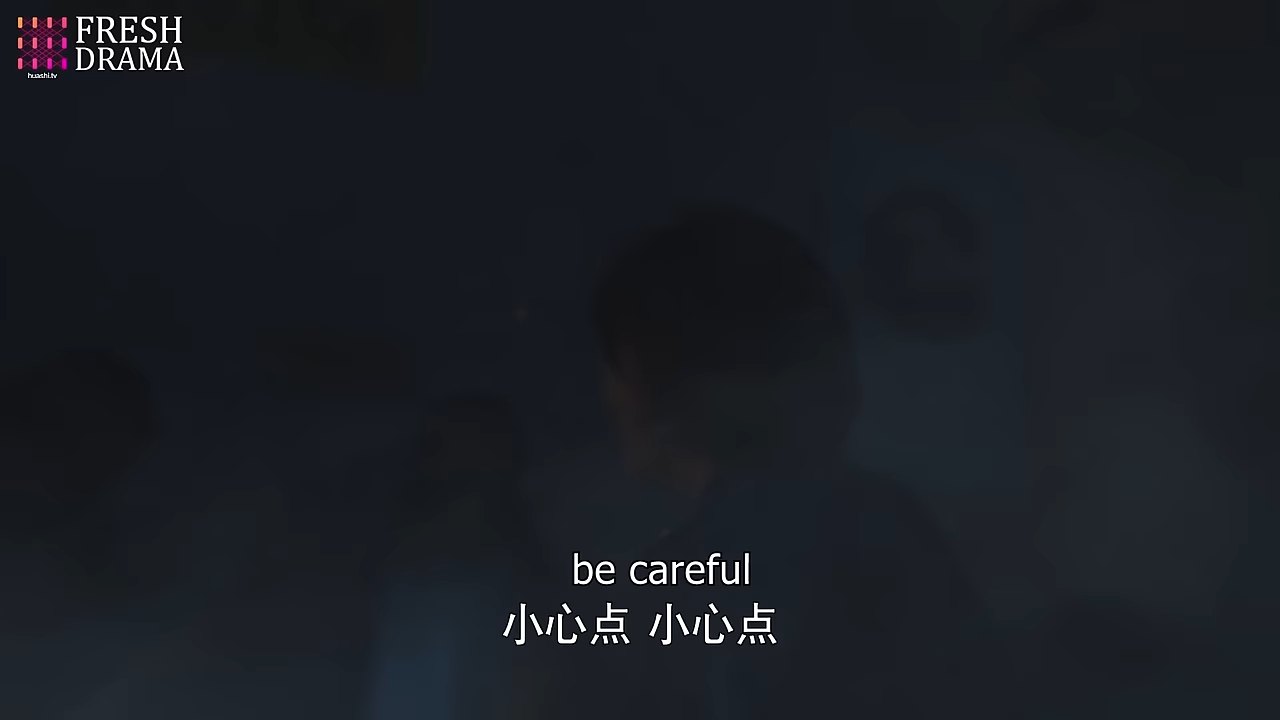 FRESH
DRAMA
huashi.tv
be careful
小心点 小心点